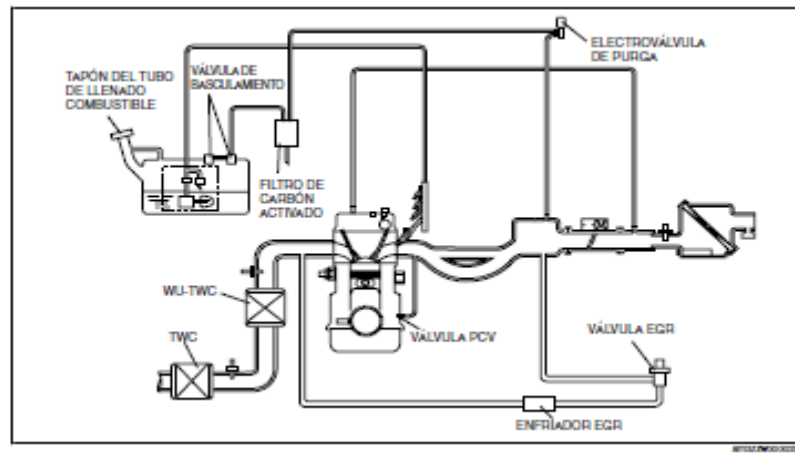 ELECTROVÁLVULA
DE PURGA
TAPÓN DEL TUBO
DE LLENADO
COMBUSTIBLE
VÁLVULA DE
BASCULAMIENTO
FILTRO DE
CARBÓN
ACTIVADO
WU-TWC
TWC
VÁLVULA PCV
VÁLVULA EGR
ENFRIADOR EGR